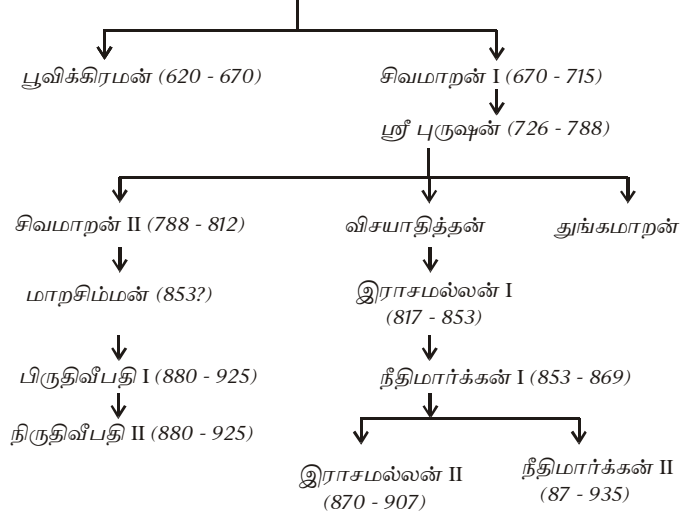 பூவிக்கிரமன் (620 - 670)
சிவமாறன் I (670 - 715)
ஸ்ரீ புருஷன் (726 - 788)
சிவமாறன் II (788 - 812)
விசயாதித்தன்
துங்கமாறன்
மாறசிம்மன் (853?)
இராசமல்லன் I
(817 - 853)
பிருதிவீபதி I (880 - 925)
நீதிமார்க்கன் I (853 - 869)
நிருதிவீபதி II (880 - 925)
இராசமல்லன் II
(870 - 907)
நீதிமார்க்கன் II
(87 - 935)